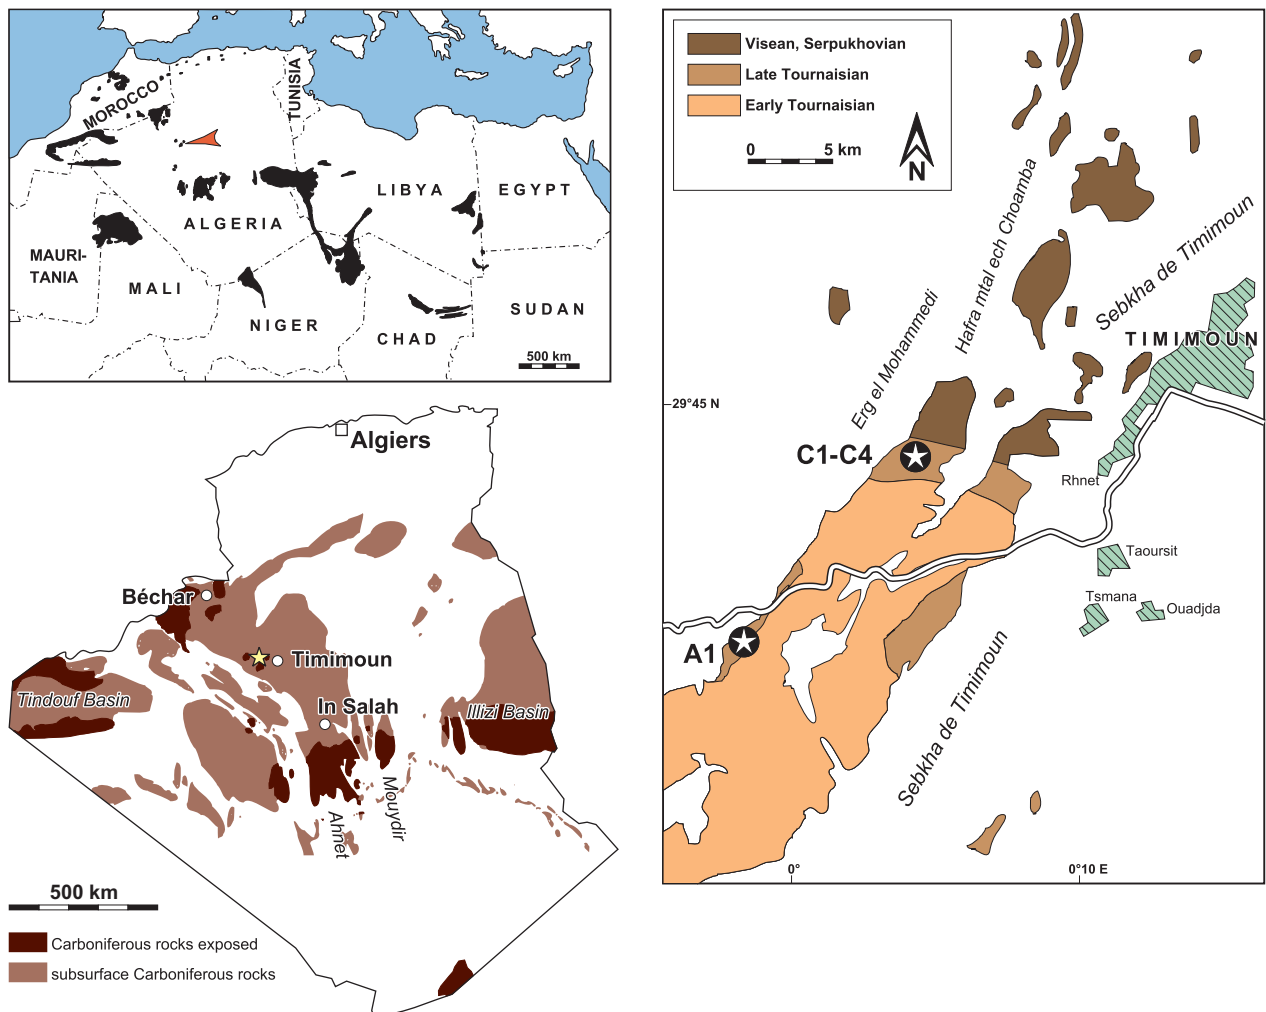 MOROCCO
TUNISIA
LIBYA
EGYPT
ALGERIA
MAURI-
TANIA
MALI
NIGER
CHAD
SUDAN
500 km
Algiers
Béchar
Timimoun
In Salah
Tindouf Basin
Illizi Basin
Mouydir
Ahnet
500 km
Carboniferous rocks exposed
subsurface Carboniferous rocks
Visean, Serpukhovian
Late Tournaisian
Early Tournaisian
0 5 km
N
Hafra mtal ech Choamba
Sebkha de Timimoun
Erg el Mohammedi
TIMIMOUN
29°45 N
C1-C4
Rhnet
Taoursit
Tsmana
Ouadjda
A1
Sebkha de Timimoun
0°
0°10 E